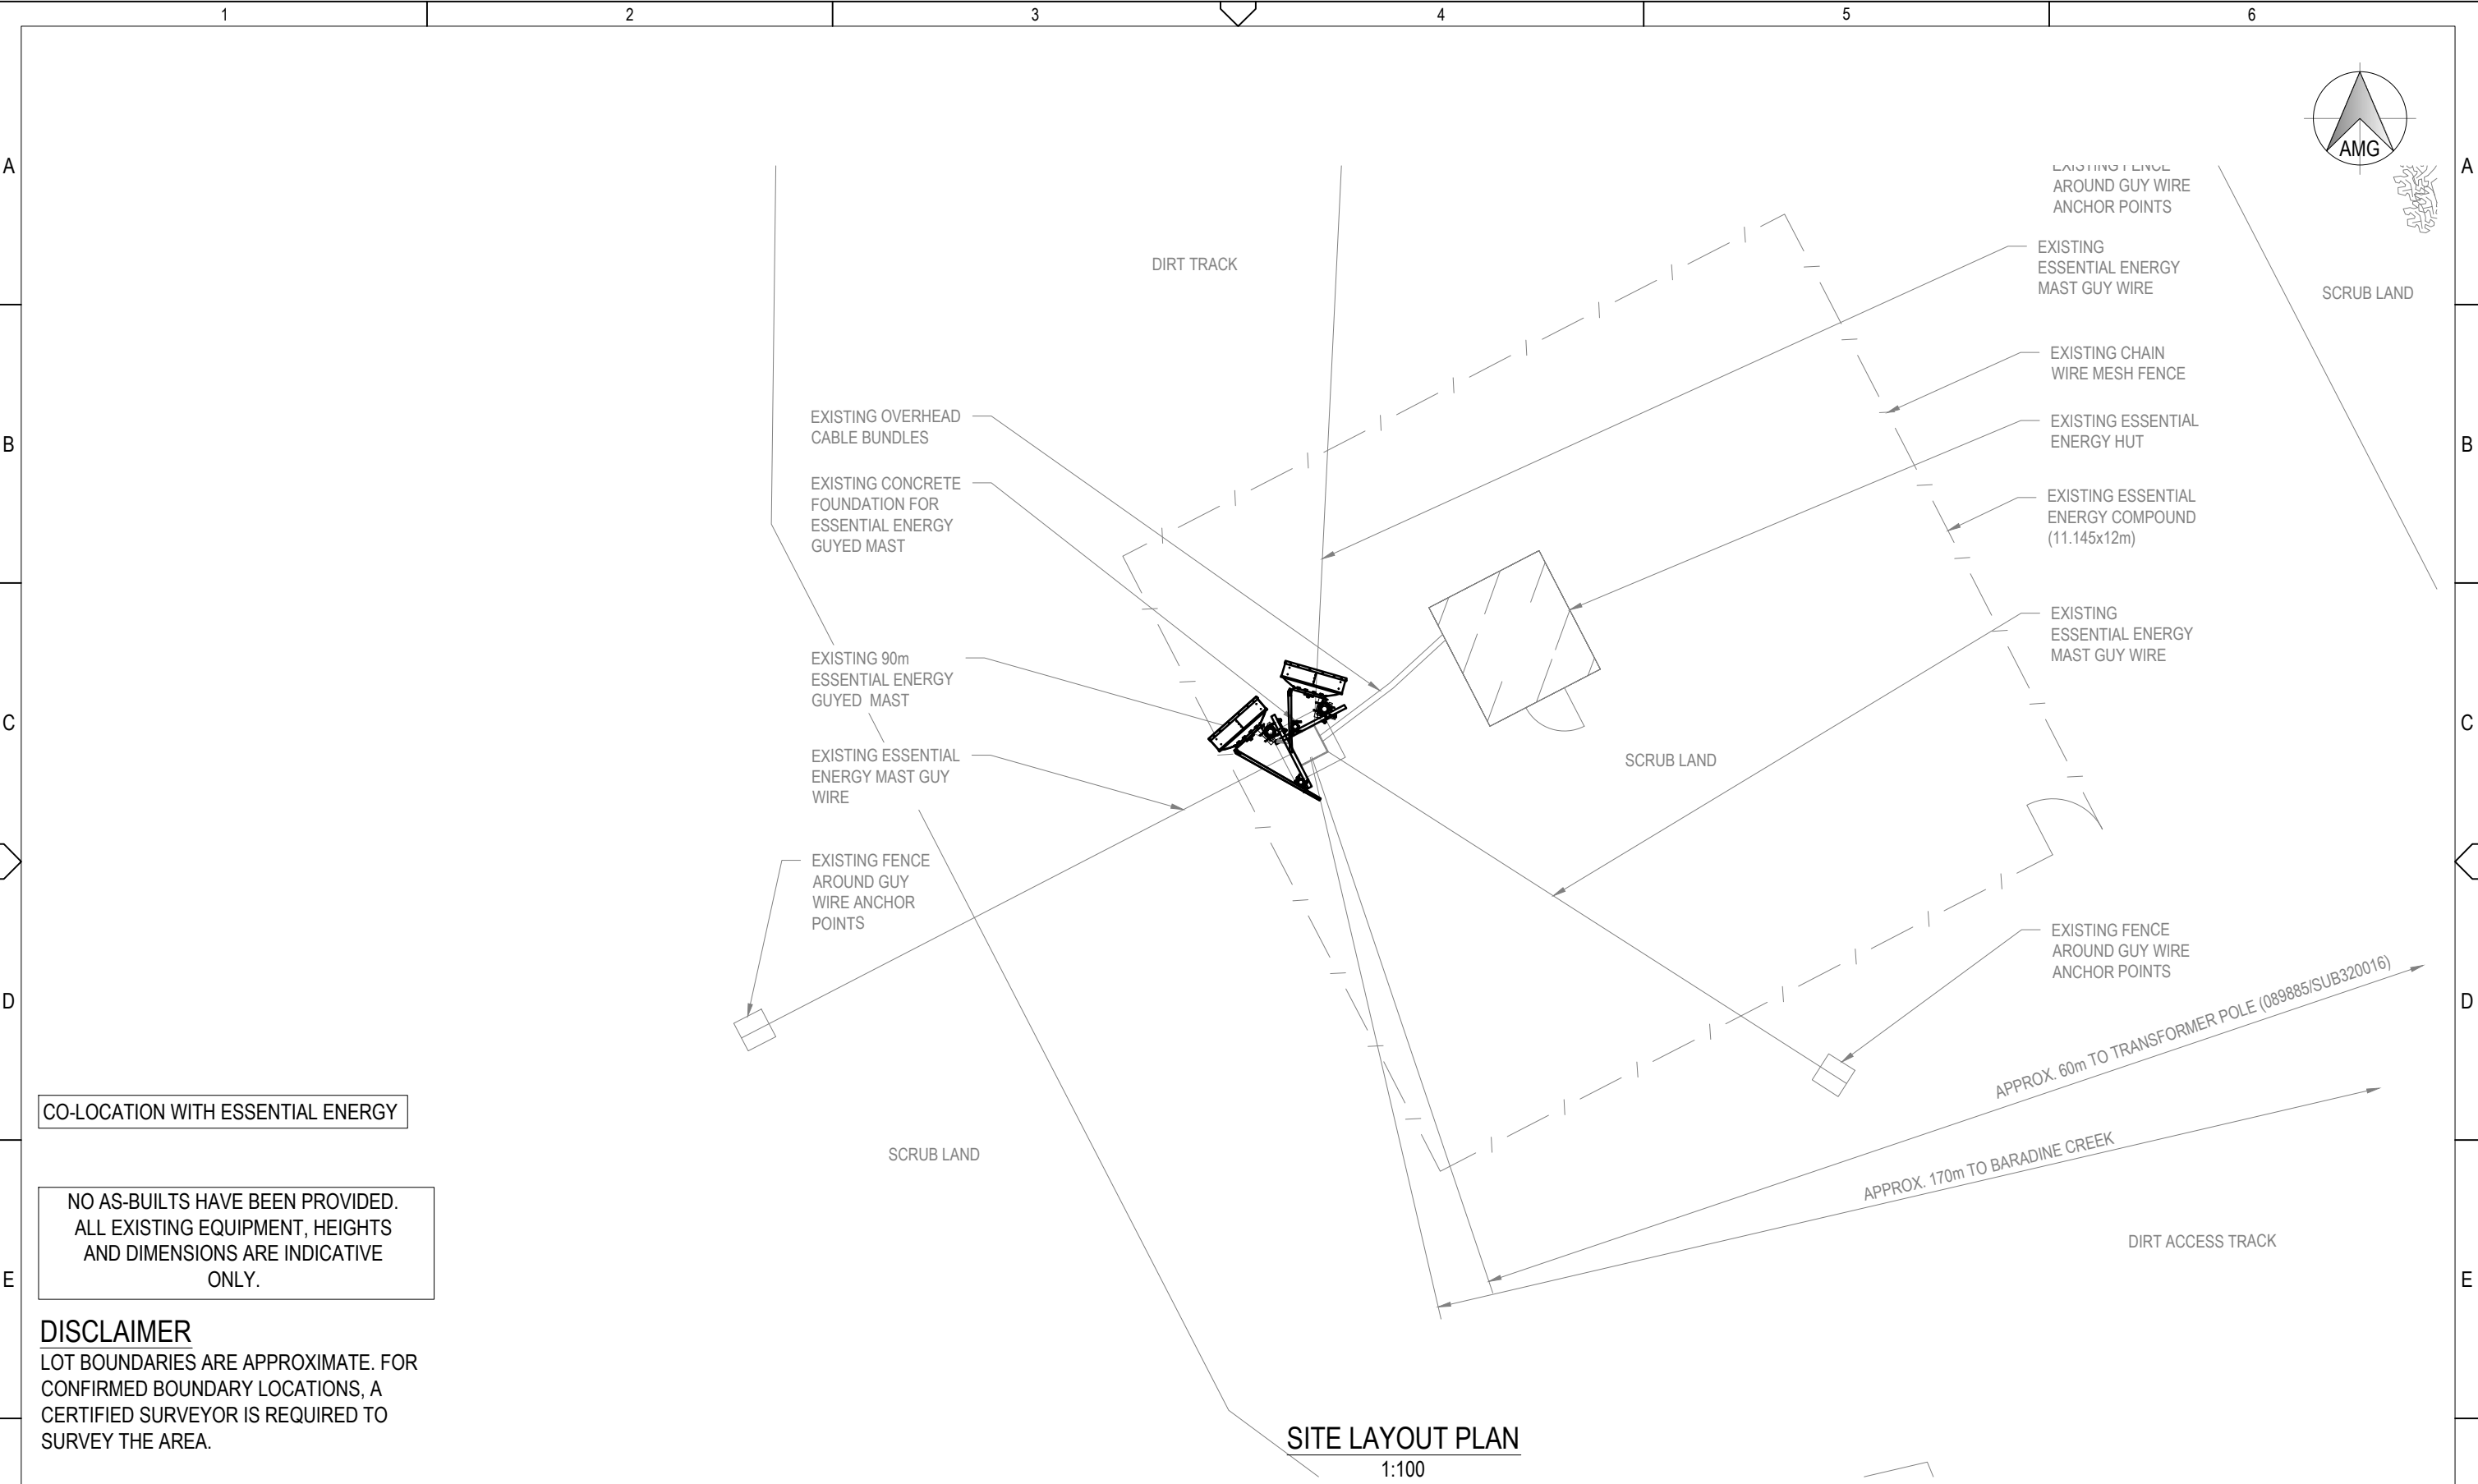 1
2
3
4
5
6
A
A
AMG
EXISTING FENCE
AROUND GUY WIRE
ANCHOR POINTS
DIRT TRACK
EXISTING
ESSENTIAL ENERGY
MAST GUY WIRE
SCRUB LAND
EXISTING CHAIN
WIRE MESH FENCE
B
B
EXISTING OVERHEAD
CABLE BUNDLES
EXISTING ESSENTIAL
ENERGY HUT
EXISTING CONCRETE
FOUNDATION FOR
ESSENTIAL ENERGY
GUYED MAST
EXISTING ESSENTIAL
ENERGY COMPOUND
(11.145x12m)
EXISTING
ESSENTIAL ENERGY
MAST GUY WIRE
EXISTING 90m
ESSENTIAL ENERGY
GUYED MAST
C
C
EXISTING ESSENTIAL
ENERGY MAST GUY
WIRE
SCRUB LAND
EXISTING FENCE
AROUND GUY
WIRE ANCHOR
POINTS
EXISTING FENCE
AROUND GUY WIRE
ANCHOR POINTS
D
D
APPROX. 60m TO TRANSFORMER POLE (089885/SUB320016)
CO-LOCATION WITH ESSENTIAL ENERGY
SCRUB LAND
APPROX. 170m TO BARADINE CREEK
NO AS-BUILTS HAVE BEEN PROVIDED.
ALL EXISTING EQUIPMENT, HEIGHTS
AND DIMENSIONS ARE INDICATIVE
ONLY.
DIRT ACCESS TRACK
E
E
DISCLAIMER
LOT BOUNDARIES ARE APPROXIMATE. FOR
CONFIRMED BOUNDARY LOCATIONS, A
CERTIFIED SURVEYOR IS REQUIRED TO
SURVEY THE AREA.
SITE LAYOUT PLAN
1:100